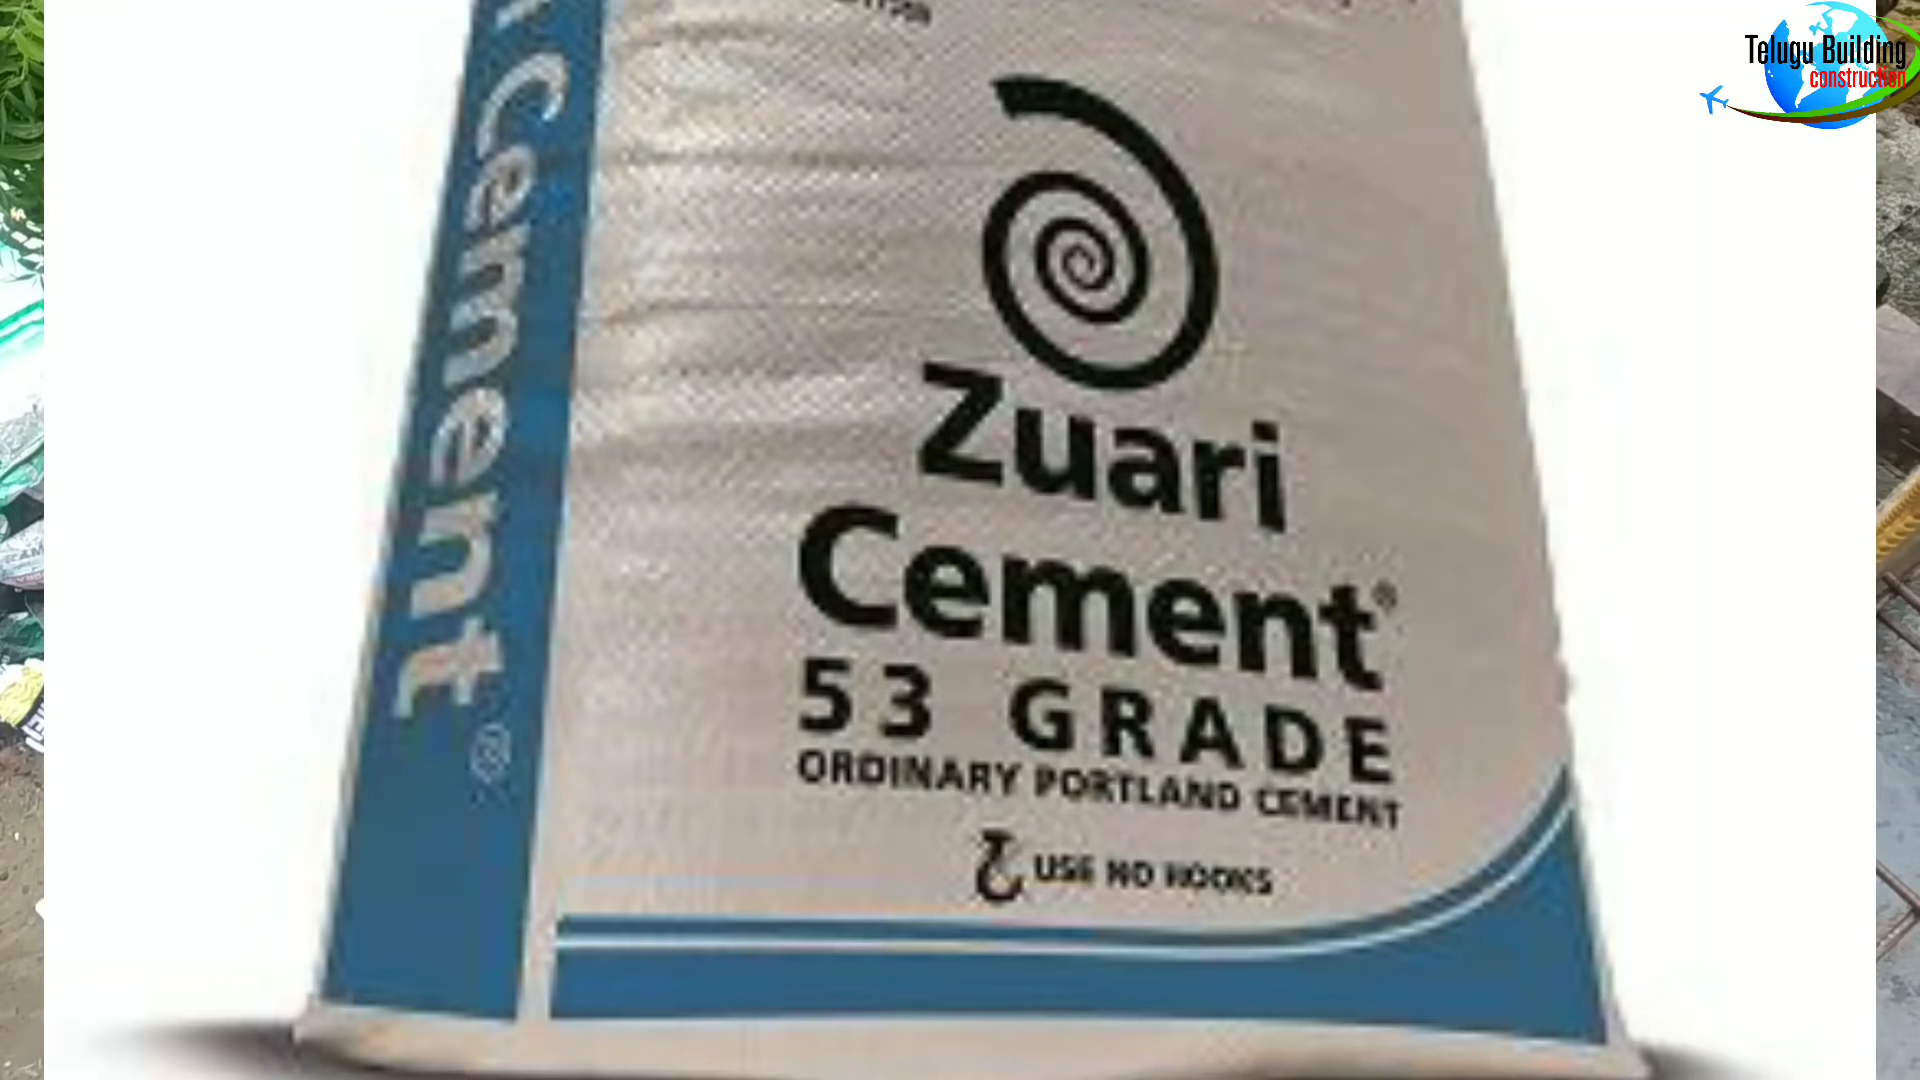 Telugu Building
construction
Cement®
Zuari
Cement®
53 GRADE
ORDINARY PORTLAND CEMENT
USE NO HOOKS